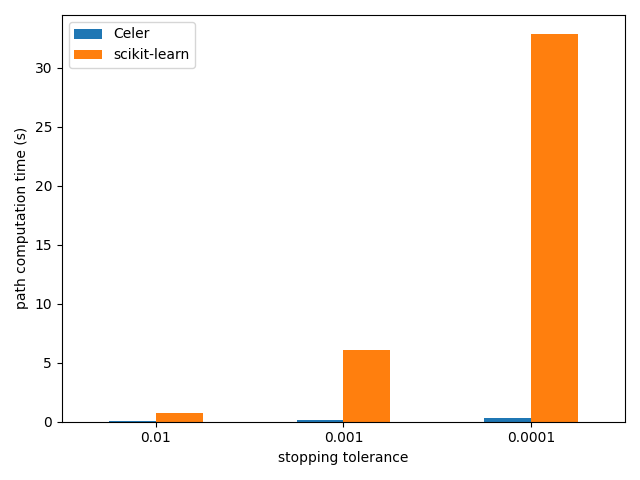 Celer
scikit-learn
path computation time (s)
30
25
20
15
10
5
0
0.01 0.001 0.0001
stopping tolerance